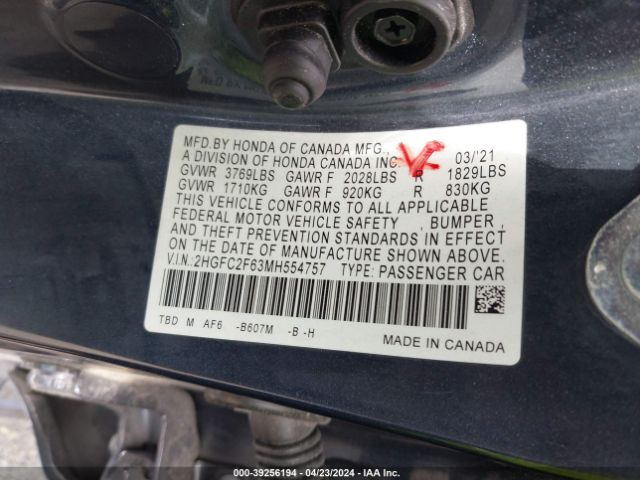 MFD.BY HONDA OF CANADA MFG.,
A DIVISION OF HONDA CANADA INC. 03/'21
GVWR 3769LBS GAWR F 2028LBS R 1829LBS
GVWR 1710KG GAWR F 920KG R 830KG
THIS VEHICLE CONFORMS TO ALL APPLICABLE
FEDERAL MOTOR VEHICLE SAFETY , BUMPER ,
AND THEFT PREVENTION STANDARDS IN EFFECT
ON THE DATE OF MANUFACTURE SHOWN ABOVE.
V.I.N.:2HGFC2F63MH554757 TYPE: PASSENGER CAR
TBD M AF6 -B607M -B -H
MADE IN CANADA
000-39256194 - 04/23/2024 - IAA Inc.